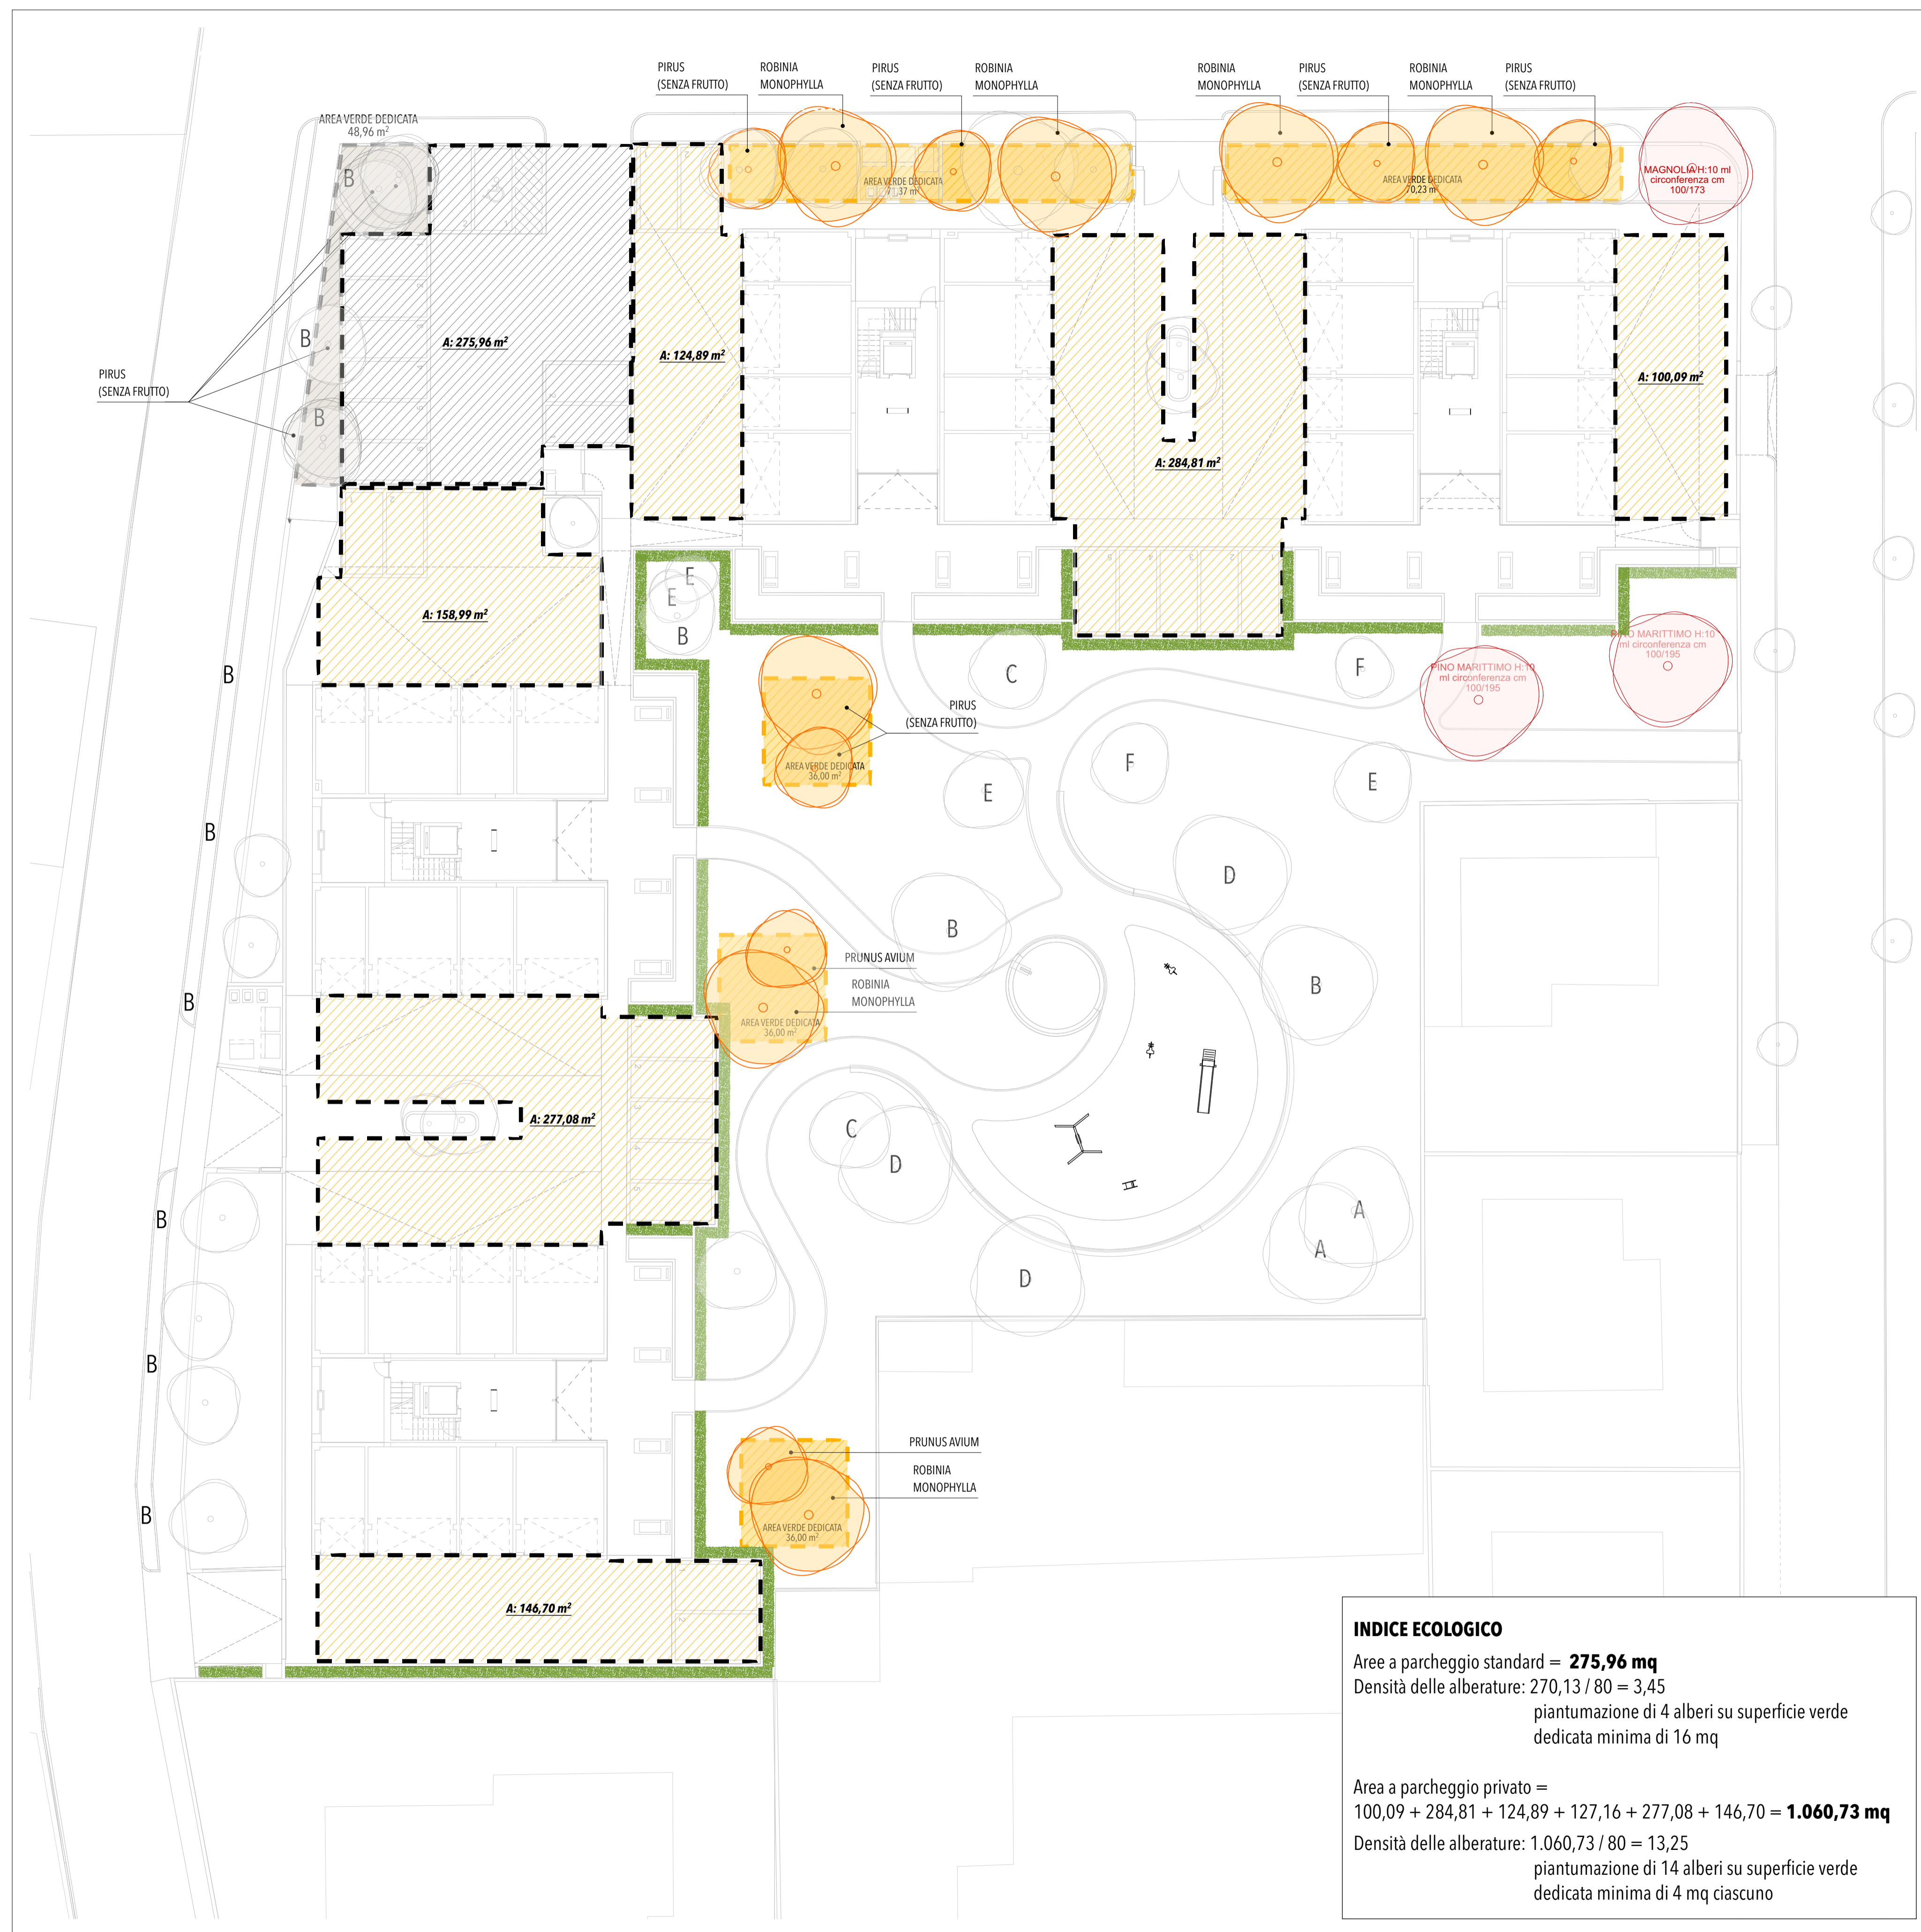 PIRUS
(SENZA FRUTTO)
ROBINIA
MONOPHYLLA
PIRUS
(SENZA FRUTTO)
ROBINIA
MONOPHYLLA
ROBINIA
MONOPHYLLA
PIRUS
(SENZA FRUTTO)
ROBINIA
MONOPHYLLA
PIRUS
(SENZA FRUTTO)
AREA VERDE DEDICATA
48,96 m²
B
AREA VERDE DEDICATA
71,37 m²
AREA VERDE DEDICATA
70,23 m²
MAGNOLIA H:10 ml
circonferenza cm
100/173
B
A: 275,96 m²
A: 124,89 m²
A: 100,09 m²
PIRUS
(SENZA FRUTTO)
B
A: 284,81 m²
E
E
B
A: 158,99 m²
B
C
F
PINO MARITTIMO H:10
ml circonferenza cm
100/195
PINO MARITTIMO H:10
ml circonferenza cm
100/195
PIRUS
(SENZA FRUTTO)
AREA VERDE DEDICATA
36,00 m²
E
F
E
B
D
B
PRUNUS AVIUM
ROBINIA
MONOPHYLLA
AREA VERDE DEDICATA
36,00 m²
B
B
A: 277,08 m²
C
D
B
A
A
D
B
PRUNUS AVIUM
ROBINIA
MONOPHYLLA
AREA VERDE DEDICATA
36,00 m²
B
A: 146,70 m²
INDICE ECOLOGICO
Aree a parcheggio standard = 275,96 mq
Densità delle alberature: 270,13 / 80 = 3,45
piantumazione di 4 alberi su superficie verde
dedicata minima di 16 mq
Area a parcheggio privato =
100,09 + 284,81 + 124,89 + 127,16 + 277,08 + 146,70 = 1.060,73 mq
Densità delle alberature: 1.060,73 / 80 = 13,25
piantumazione di 14 alberi su superficie verde
dedicata minima di 4 mq ciascuno